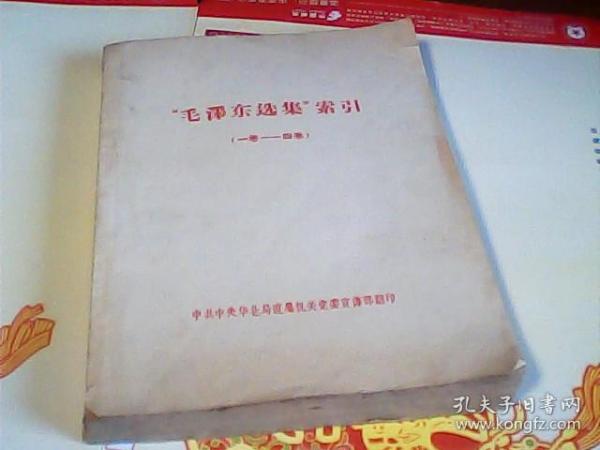 "毛泽东选集"索引
(一卷——四卷)
中共中央华北局直属机关党委宣传部翻印
孔夫子旧书网
www.kongfz.com